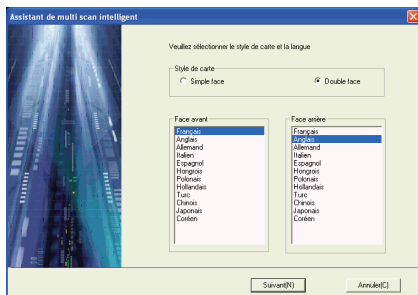 Assistant de multi scan intelligent
Veuillez sélectionner le style de carte et la langue
Style de carte
Simple face
Double face
Face avant
Français
Anglais
Allemand
Italien
Espagnol
Hongrois
Polonais
Hollandais
Turc
Chinois
Japonais
Coréen
Face arière
Français
Anglais
Allemand
Italien
Espagnol
Hongrois
Polonais
Hollandais
Turc
Chinois
Japonais
Coréen
Suivant(N)
Annuler(C)